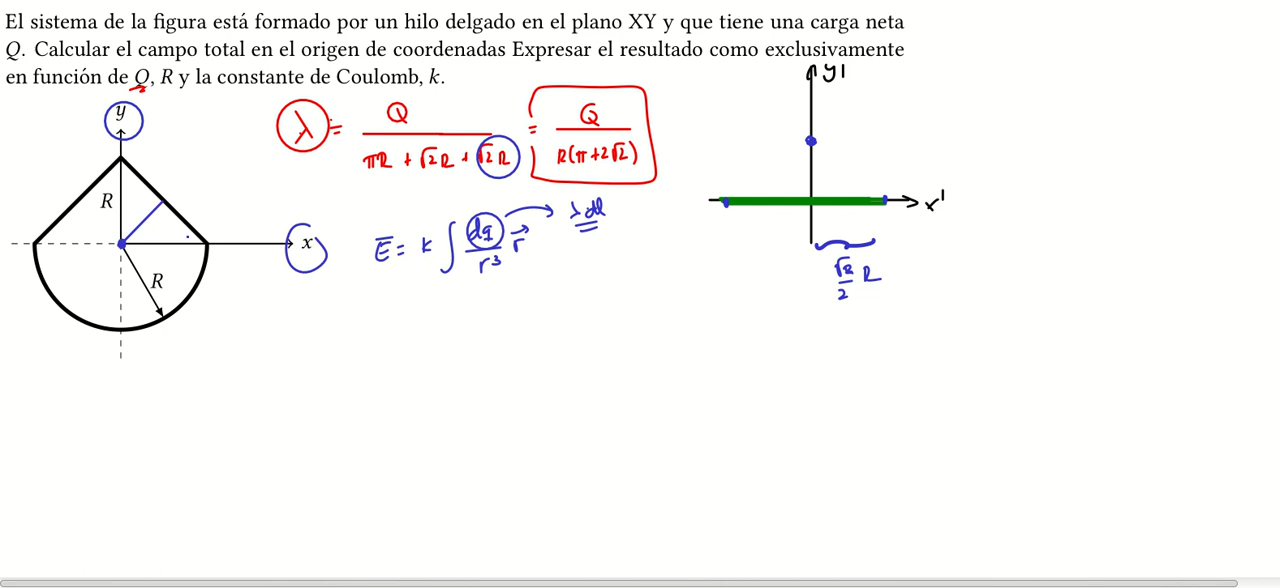 El sistema de la figura está formado por un hilo delgado en el plano XY y que tiene una carga neta
Q. Calcular el campo total en el origen de coordenadas Expresar el resultado como exclusivamente
en función de Q, R y la constante de Coulomb, k.
y
R
x
R
λ = Q / (πR + √2 R + √2 R) = Q / (R(π+2√2))
E = k ∫ dq / r³ r⃗
λ dl
y'
x'
√2/2 R